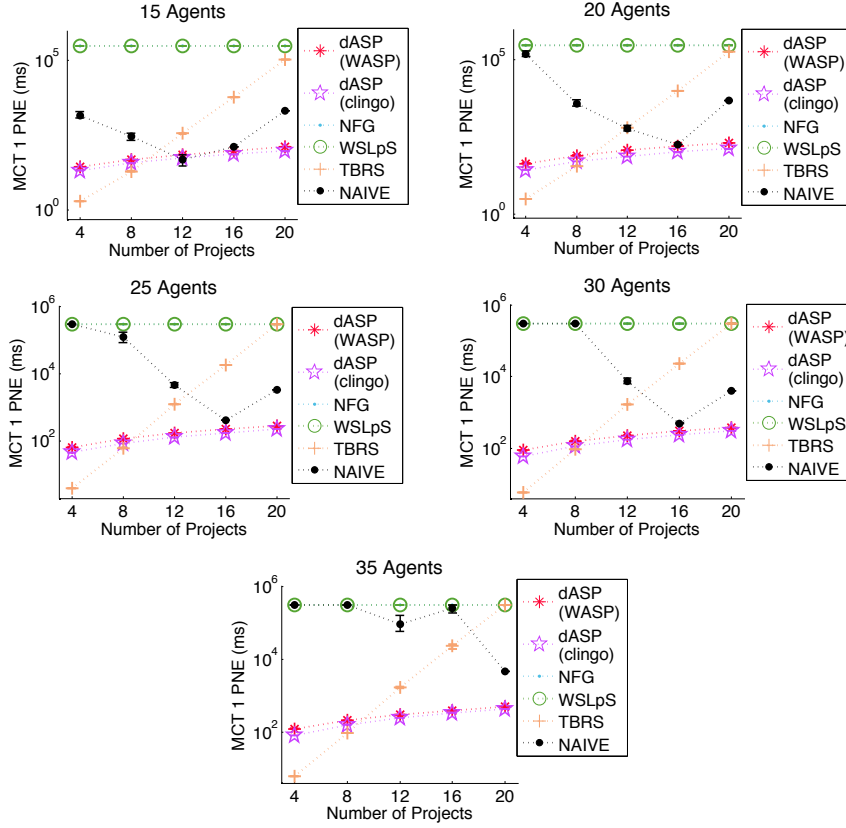 15 Agents
MCT 1 PNE (ms)
10^5
10^0
4 8 12 16 20
Number of Projects
dASP
(WASP)
dASP
(clingo)
NFG
WSLpS
TBRS
NAIVE
20 Agents
MCT 1 PNE (ms)
10^5
10^0
4 8 12 16 20
Number of Projects
dASP
(WASP)
dASP
(clingo)
NFG
WSLpS
TBRS
NAIVE
25 Agents
MCT 1 PNE (ms)
10^6
10^4
10^2
4 8 12 16 20
Number of Projects
dASP
(WASP)
dASP
(clingo)
NFG
WSLpS
TBRS
NAIVE
30 Agents
MCT 1 PNE (ms)
10^6
10^4
10^2
4 8 12 16 20
Number of Projects
dASP
(WASP)
dASP
(clingo)
NFG
WSLpS
TBRS
NAIVE
35 Agents
MCT 1 PNE (ms)
10^6
10^4
10^2
4 8 12 16 20
Number of Projects
dASP
(WASP)
dASP
(clingo)
NFG
WSLpS
TBRS
NAIVE